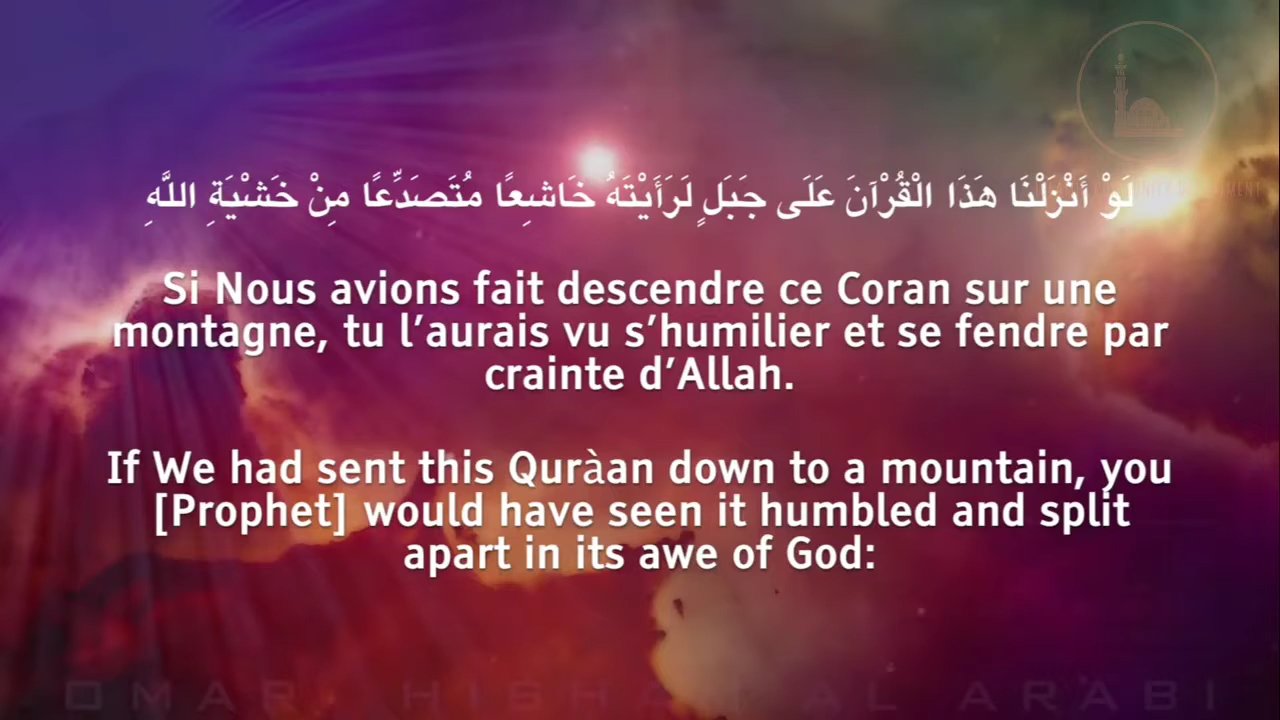 لَوْ أَنْزَلْنَا هَذَا الْقُرْآنَ عَلَى جَبَلٍ لَرَأَيْتَهُ خَاشِعًا مُتَصَدِّعًا مِنْ خَشْيَةِ اللَّهِ
Si Nous avions fait descendre ce Coran sur une
montagne, tu l’aurais vu s’humilier et se fendre par
crainte d’Allah.
If We had sent this Quràan down to a mountain, you
[Prophet] would have seen it humbled and split
apart in its awe of God:
OMAR HISHAM AL ARABI